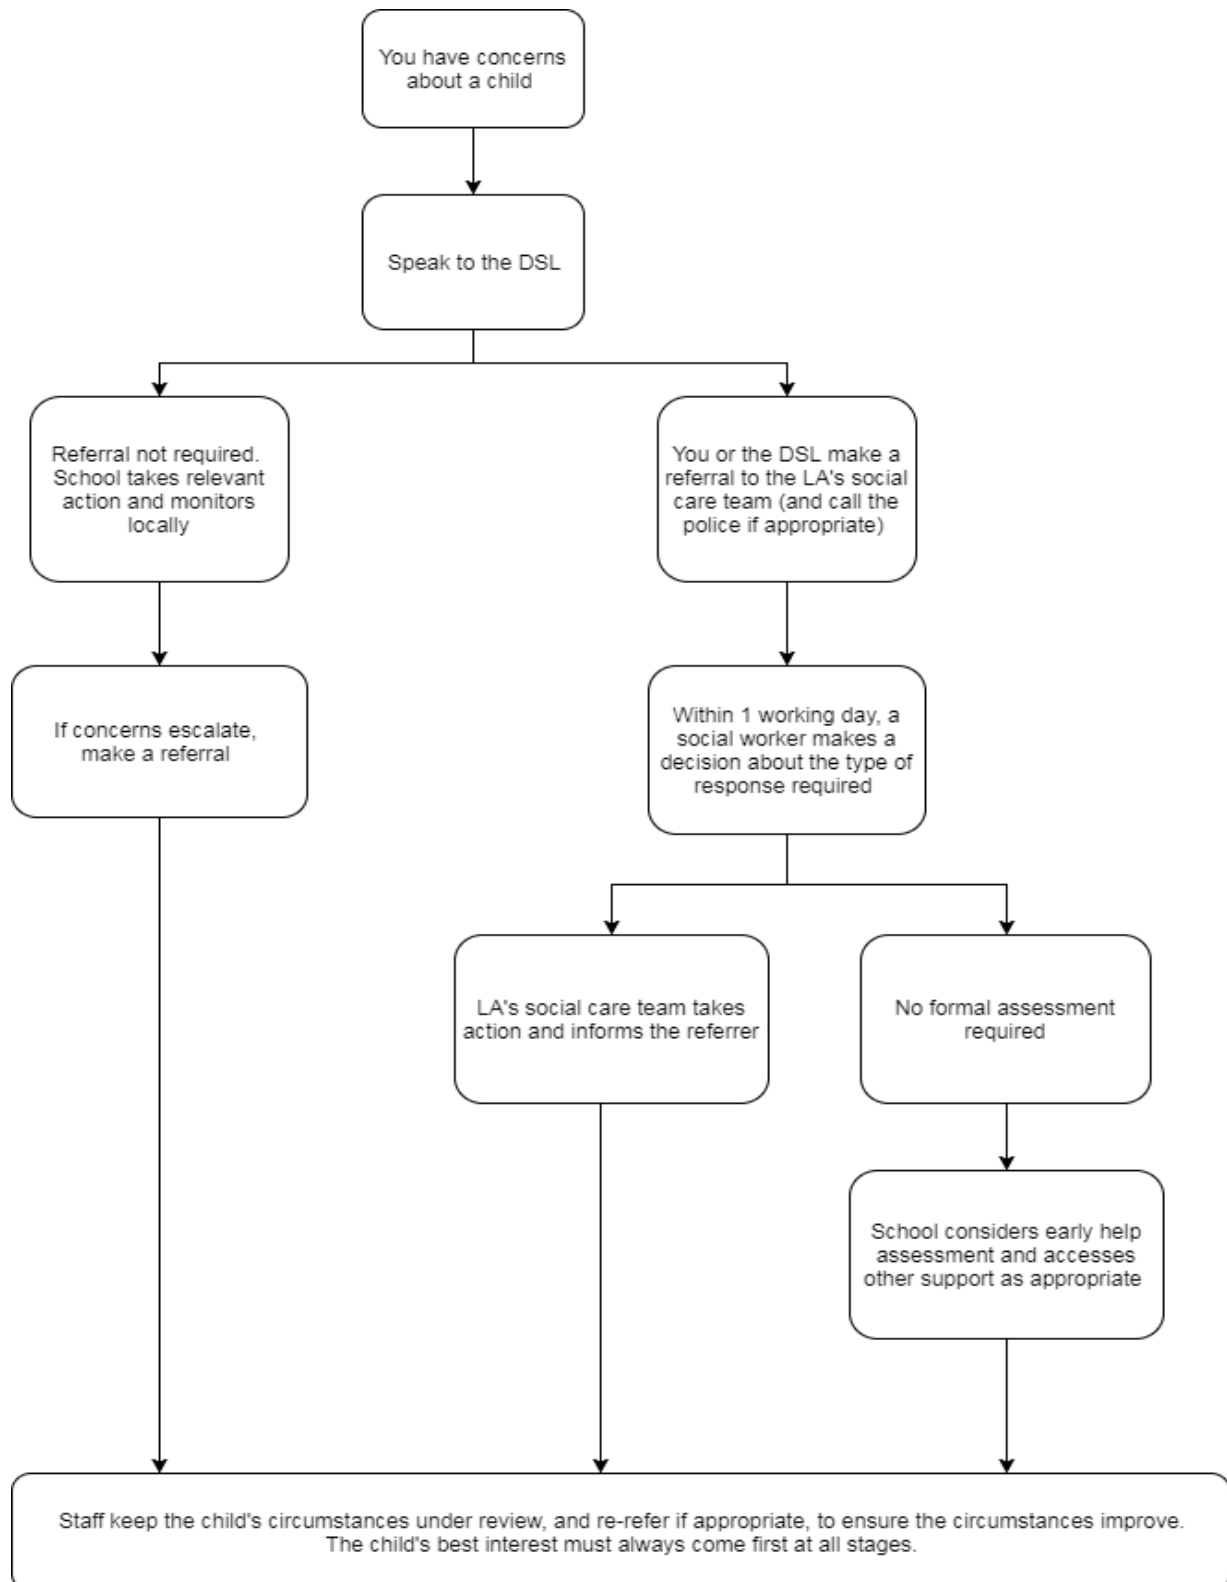 You have concerns
about a child
Speak to the DSL
Referral not required.
School takes relevant
action and monitors
locally
You or the DSL make a
referral to the LA's social
care team (and call the
police if appropriate)
If concerns escalate,
make a referral
Within 1 working day, a
social worker makes a
decision about the type of
response required
LA's social care team takes
action and informs the referrer
No formal assessment
required
School considers early help
assessment and accesses
other support as appropriate
Staff keep the child's circumstances under review, and re-refer if appropriate, to ensure the circumstances improve.
The child's best interest must always come first at all stages.